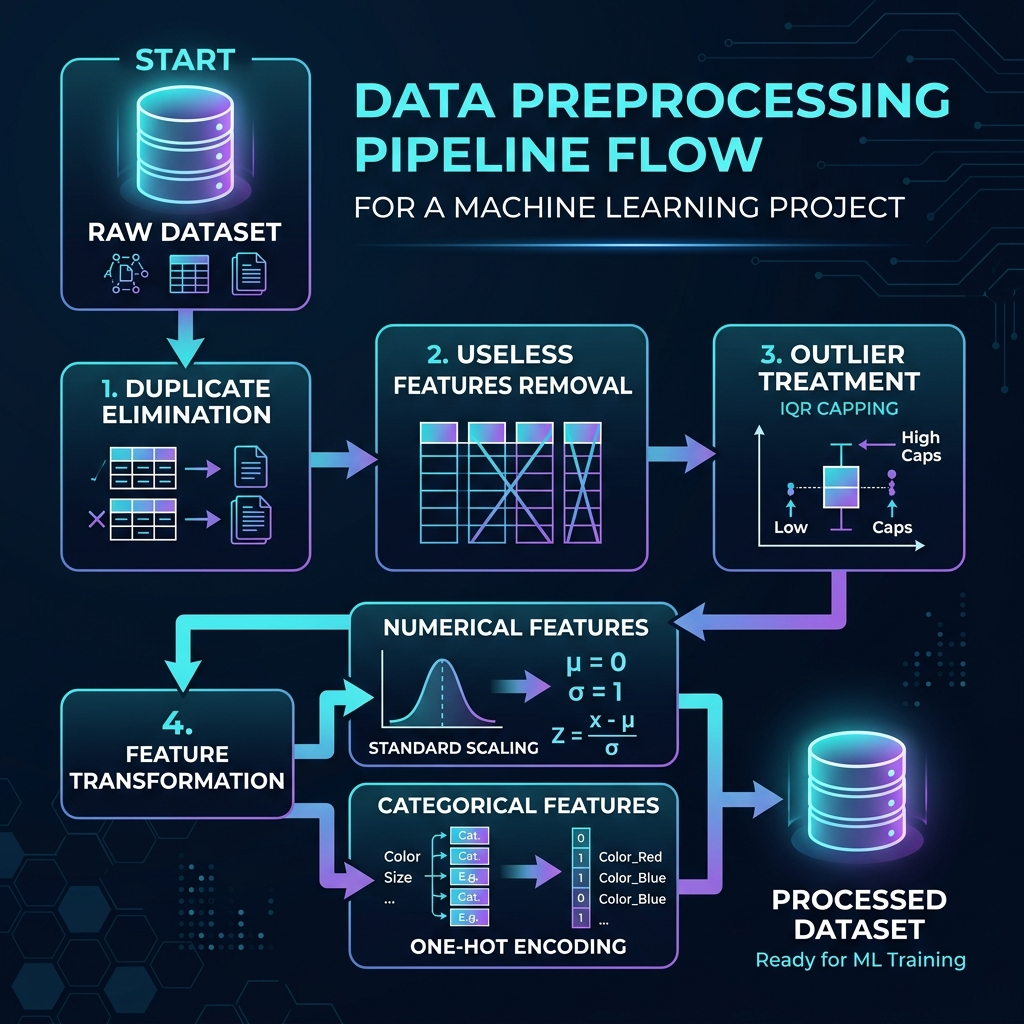 START
RAW DATASET
DATA PREPROCESSING
PIPELINE FLOW
FOR A MACHINE LEARNING PROJECT
1. DUPLICATE
ELIMINATION
2. USELESS
FEATURES REMOVAL
3. OUTLIER
TREATMENT
IQR CAPPING
High
Caps
Low
Caps
4.
FEATURE
TRANSFORMATION
NUMERICAL FEATURES
μ = 0
σ = 1
Z = x - μ / σ
STANDARD SCALING
CATEGORICAL FEATURES
Color
Size
...
Cat.
Cat.
E.g.
Cat.
E.g.
0
1
1
0
1
Color_Red
Color_Blue
Color_Blue
...
ONE-HOT ENCODING
PROCESSED
DATASET
Ready for ML Training